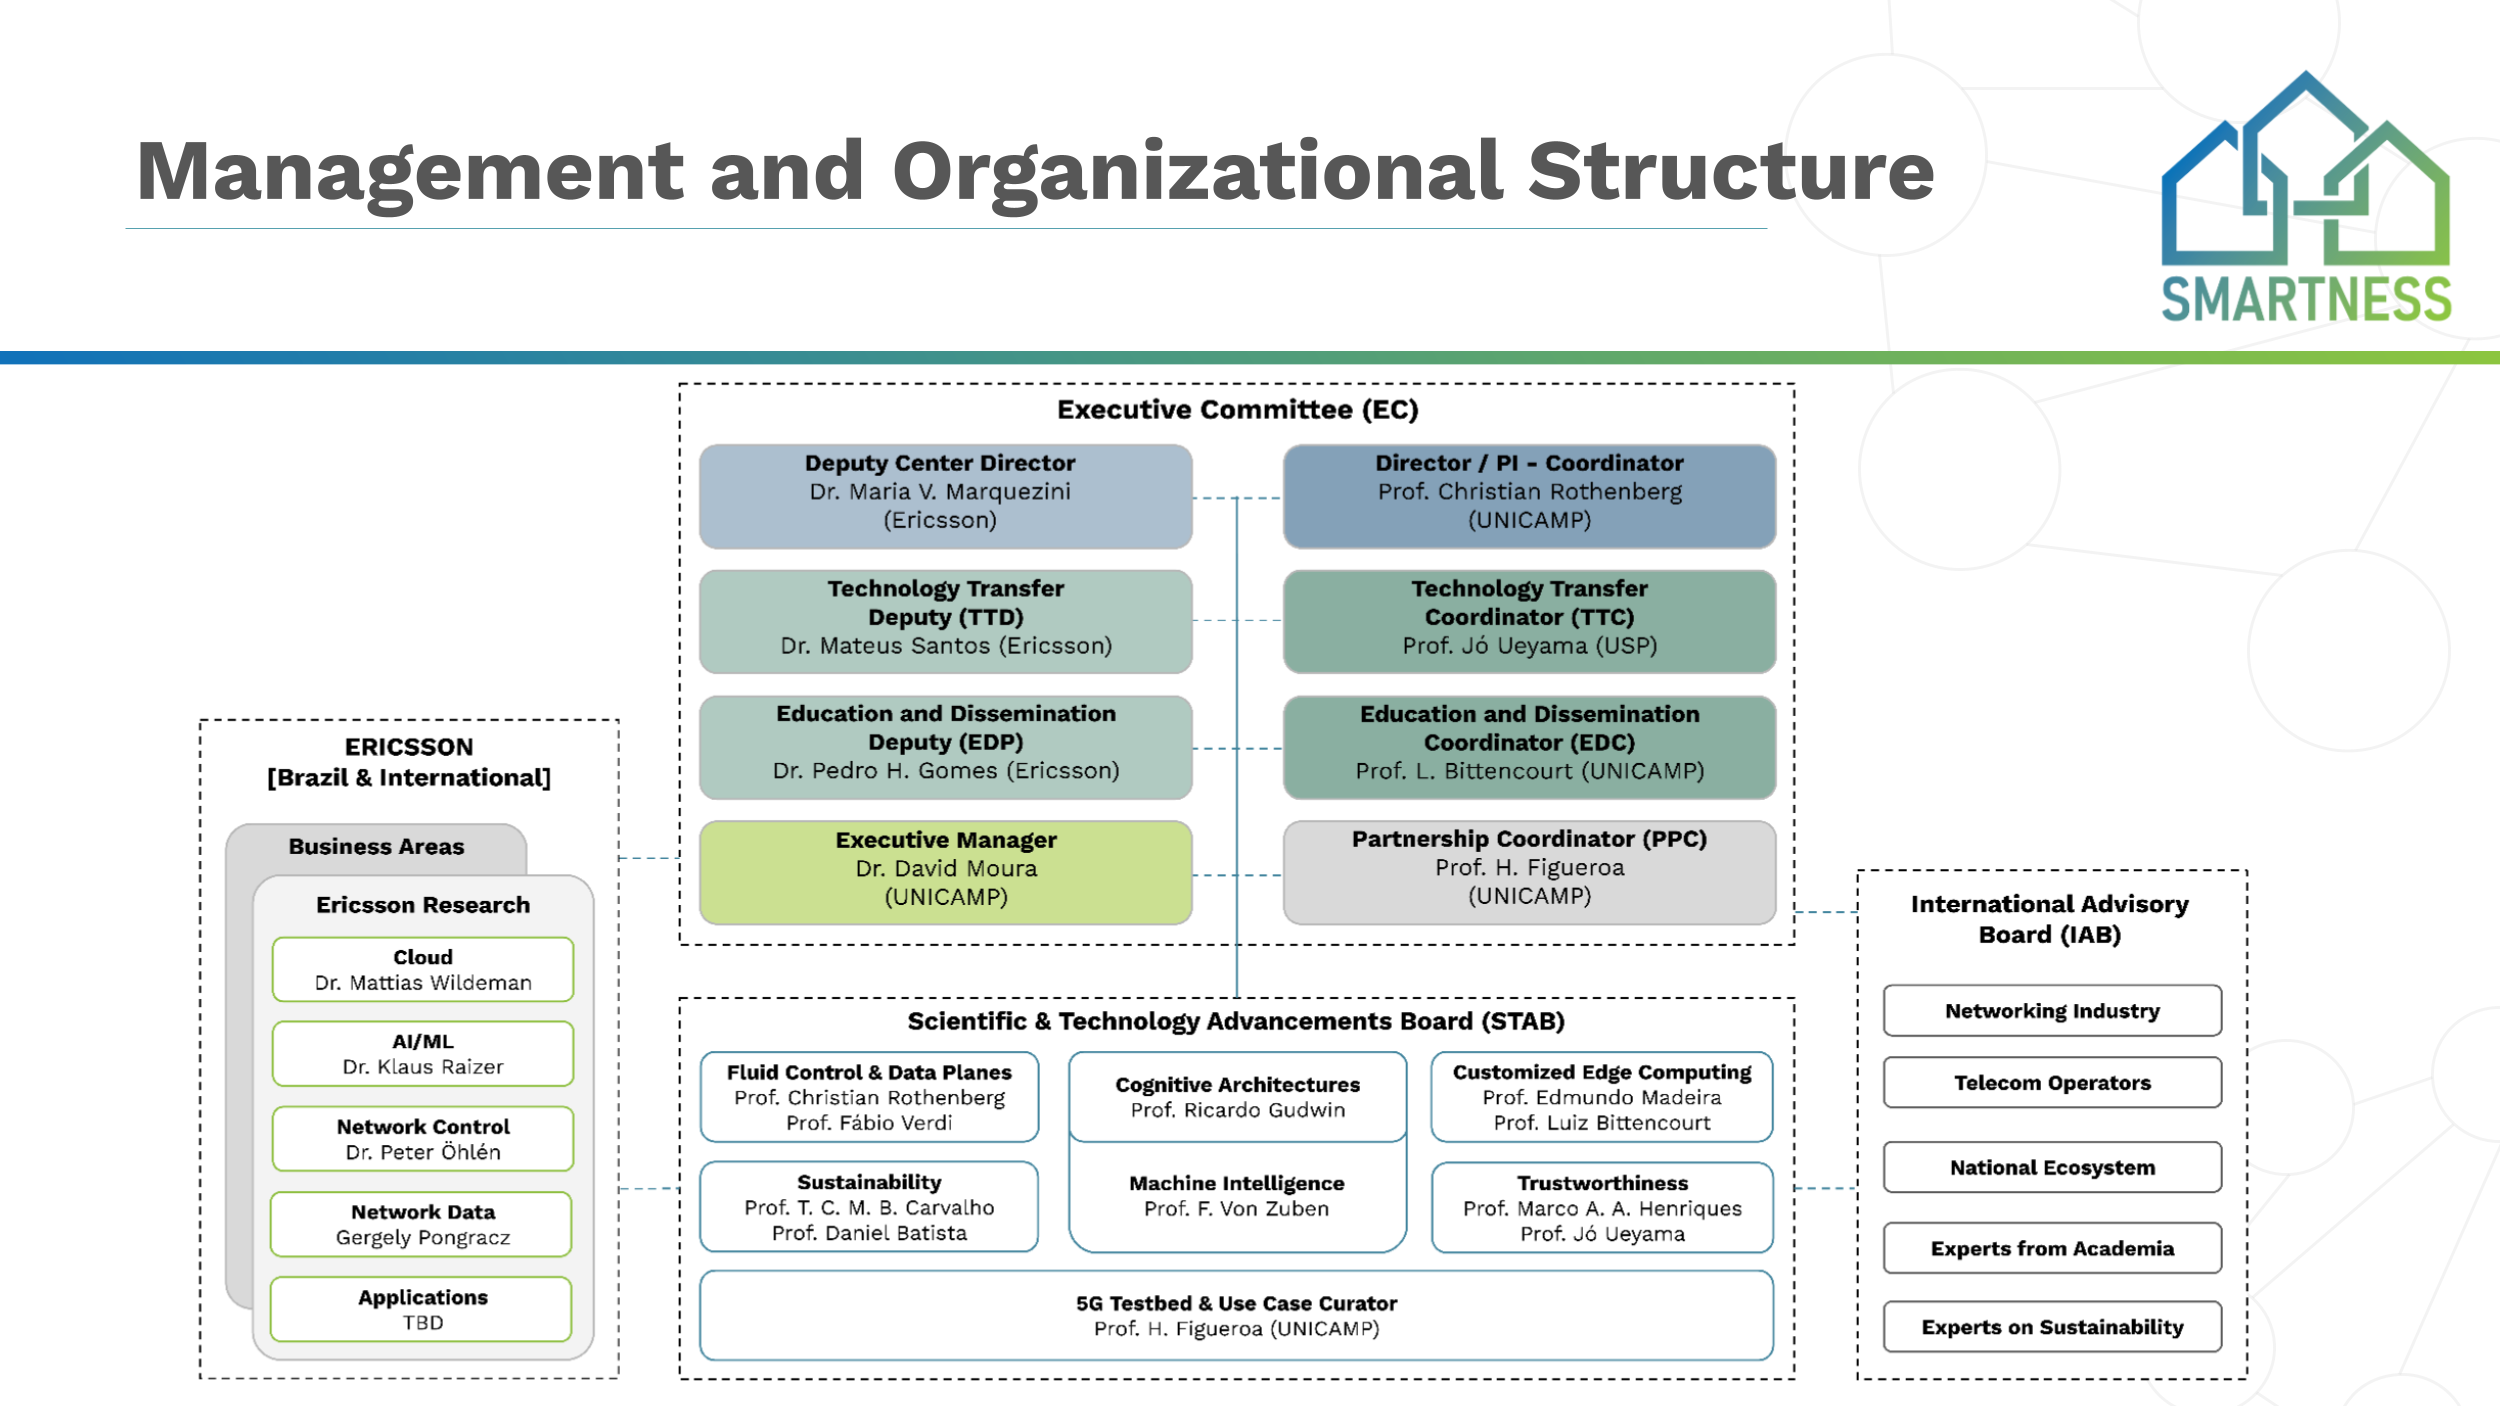 Management and Organizational Structure
SMARTNESS
Executive Committee (EC)
Deputy Center Director
Dr. Maria V. Marquezini
(Ericsson)
Director / PI - Coordinator
Prof. Christian Rothenberg
(UNICAMP)
Technology Transfer
Deputy (TTD)
Dr. Mateus Santos (Ericsson)
Technology Transfer
Coordinator (TTC)
Prof. Jó Ueyama (USP)
Education and Dissemination
Deputy (EDP)
Dr. Pedro H. Gomes (Ericsson)
Education and Dissemination
Coordinator (EDC)
Prof. L. Bittencourt (UNICAMP)
Executive Manager
Dr. David Moura
(UNICAMP)
Partnership Coordinator (PPC)
Prof. H. Figueroa
(UNICAMP)
ERICSSON
[Brazil & International]
Business Areas
Ericsson Research
Cloud
Dr. Mattias Wildeman
AI/ML
Dr. Klaus Raizer
Network Control
Dr. Peter Öhlén
Network Data
Gergely Pongracz
Applications
TBD
Scientific & Technology Advancements Board (STAB)
Fluid Control & Data Planes
Prof. Christian Rothenberg
Prof. Fábio Verdi
Cognitive Architectures
Prof. Ricardo Gudwin
Customized Edge Computing
Prof. Edmundo Madeira
Prof. Luiz Bittencourt
Sustainability
Prof. T. C. M. B. Carvalho
Prof. Daniel Batista
Machine Intelligence
Prof. F. Von Zuben
Trustworthiness
Prof. Marco A. A. Henriques
Prof. Jó Ueyama
5G Testbed & Use Case Curator
Prof. H. Figueroa (UNICAMP)
International Advisory
Board (IAB)
Networking Industry
Telecom Operators
National Ecosystem
Experts from Academia
Experts on Sustainability